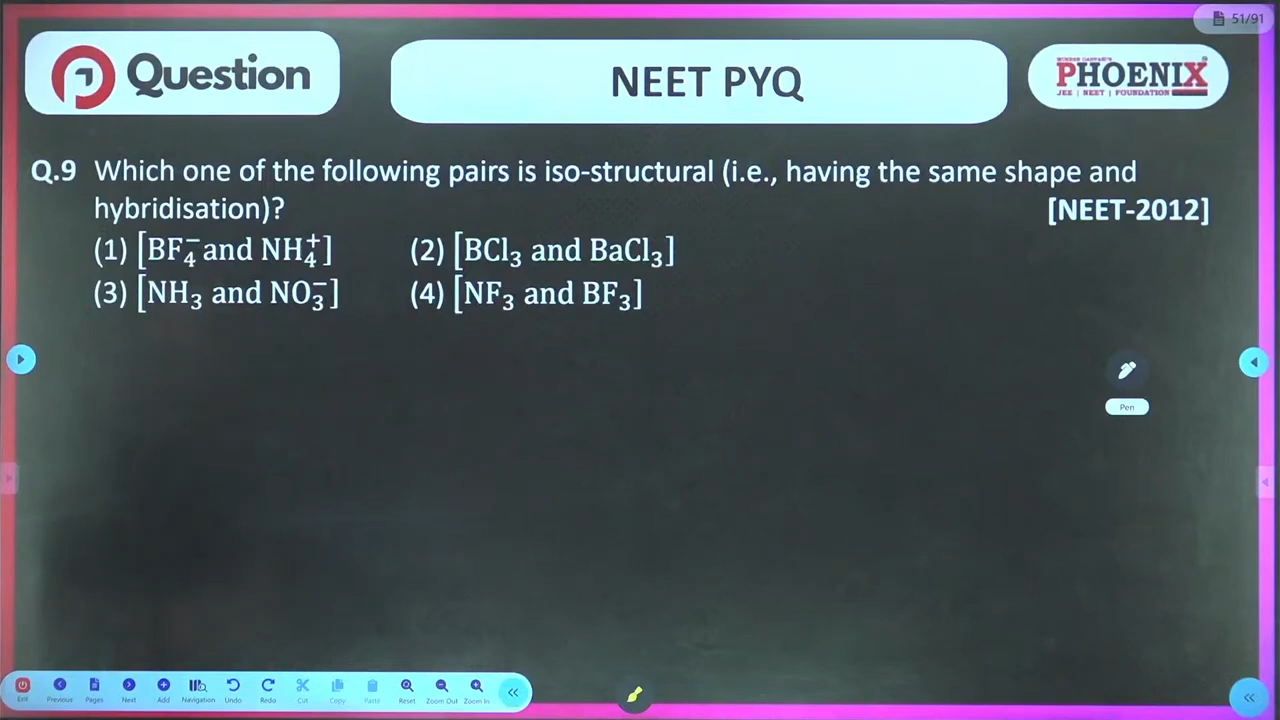 51/91
Question
NEET PYQ
PHOENIX
JEE | NEET | FOUNDATION
Q.9 Which one of the following pairs is iso-structural (i.e., having the same shape and
hybridisation)? [NEET-2012]
(1) [BF₄⁻ and NH₄⁺] (2) [BCl₃ and BaCl₃]
(3) [NH₃ and NO₃⁻] (4) [NF₃ and BF₃]
Pen
Exit Previous Pages Next Add Navigation Undo Redo Cut Copy Paste Reset Zoom Out Zoom In